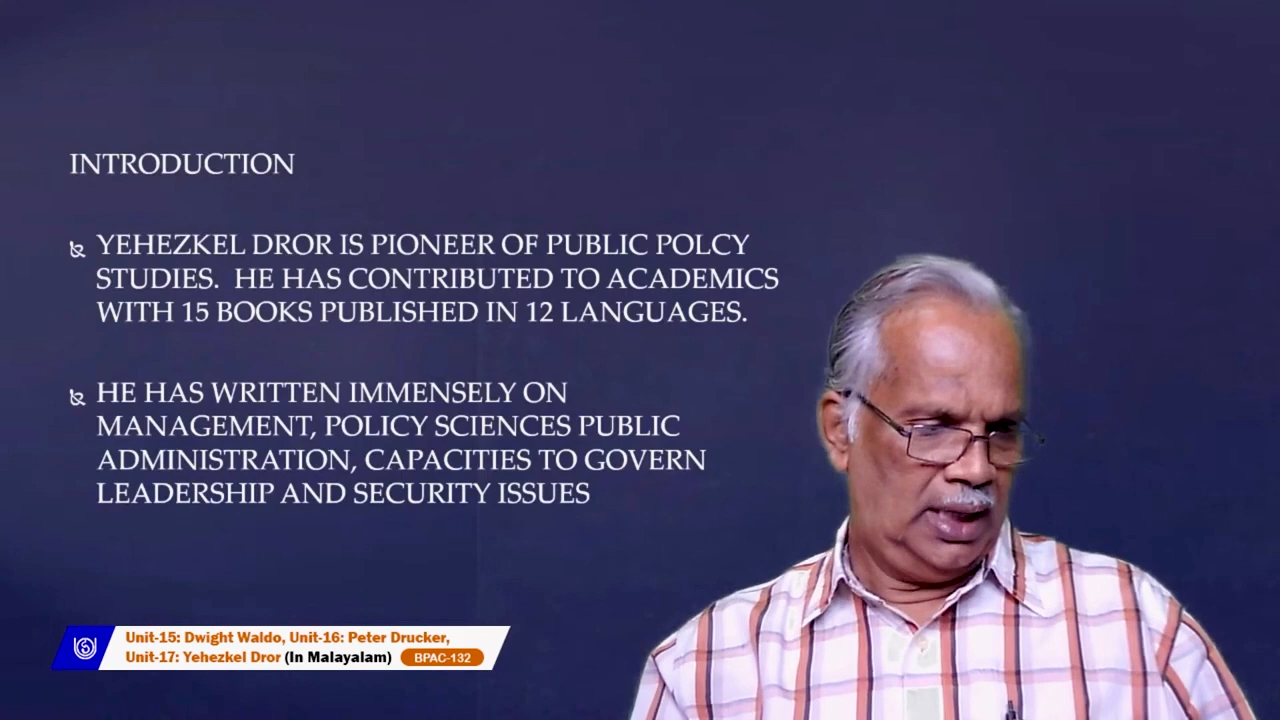 INTRODUCTION
YEHEZKEL DROR IS PIONEER OF PUBLIC POLCY
STUDIES. HE HAS CONTRIBUTED TO ACADEMICS
WITH 15 BOOKS PUBLISHED IN 12 LANGUAGES.
HE HAS WRITTEN IMMENSELY ON
MANAGEMENT, POLICY SCIENCES PUBLIC
ADMINISTRATION, CAPACITIES TO GOVERN
LEADERSHIP AND SECURITY ISSUES
Unit-15: Dwight Waldo, Unit-16: Peter Drucker,
Unit-17: Yehezkel Dror (In Malayalam) BPAC-132